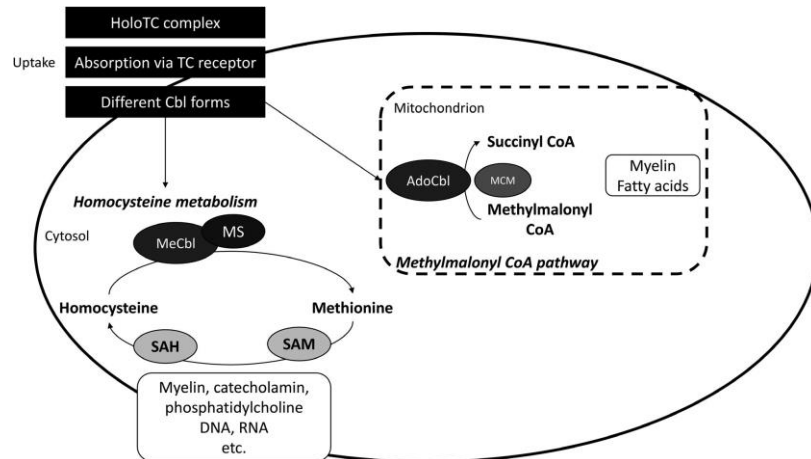 HoloTC complex
Uptake
Absorption via TC receptor
Different Cbl forms
Mitochondrion
Succinyl CoA
AdoCbl
MCM
Myelin
Fatty acids
Methylmalonyl
CoA
Methylmalonyl CoA pathway
Homocysteine metabolism
Cytosol
MeCbl
MS
Homocysteine
Methionine
SAH
SAM
Myelin, catecholamin,
phosphatidylcholine
DNA, RNA
etc.